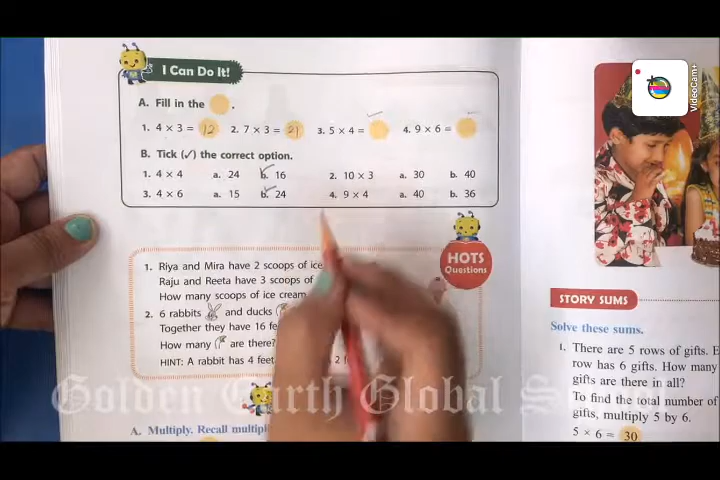 I Can Do It!
VideoCam+
A. Fill in the .
1. 4 × 3 = 12 2. 7 × 3 = 21 3. 5 × 4 = 4. 9 × 6 =
B. Tick (✓) the correct option.
1. 4 × 4 a. 24 b. 16 2. 10 × 3 a. 30 b. 40
3. 4 × 6 a. 15 b. 24 4. 9 × 4 a. 40 b. 36
1. Riya and Mira have 2 scoops of ice
Raju and Reeta have 3 scoops of
How many scoops of ice cream
2. 6 rabbits and ducks
Together they have 16 fe
How many are there?
HINT: A rabbit has 4 feet 2 f
HOTS
Questions
STORY SUMS
Solve these sums.
1. There are 5 rows of gifts. E
row has 6 gifts. How many
gifts are there in all?
To find the total number of
gifts, multiply 5 by 6.
5 × 6 = 30
Golden Earth Global S
A. Multiply. Recall multipl